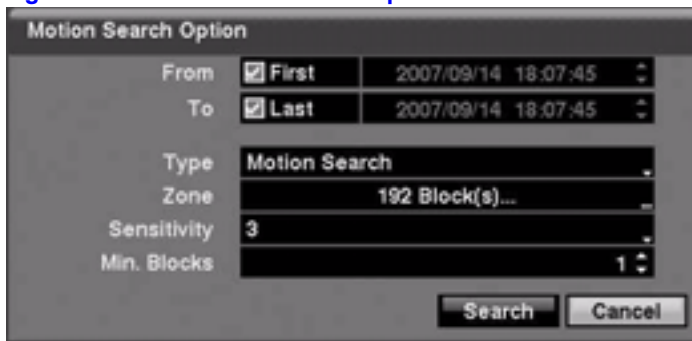 Motion Search Option
From First 2007/09/14 18:07:45
To Last 2007/09/14 18:07:45
Type Motion Search
Zone 192 Block(s)...
Sensitivity 3
Min. Blocks 1
Search Cancel